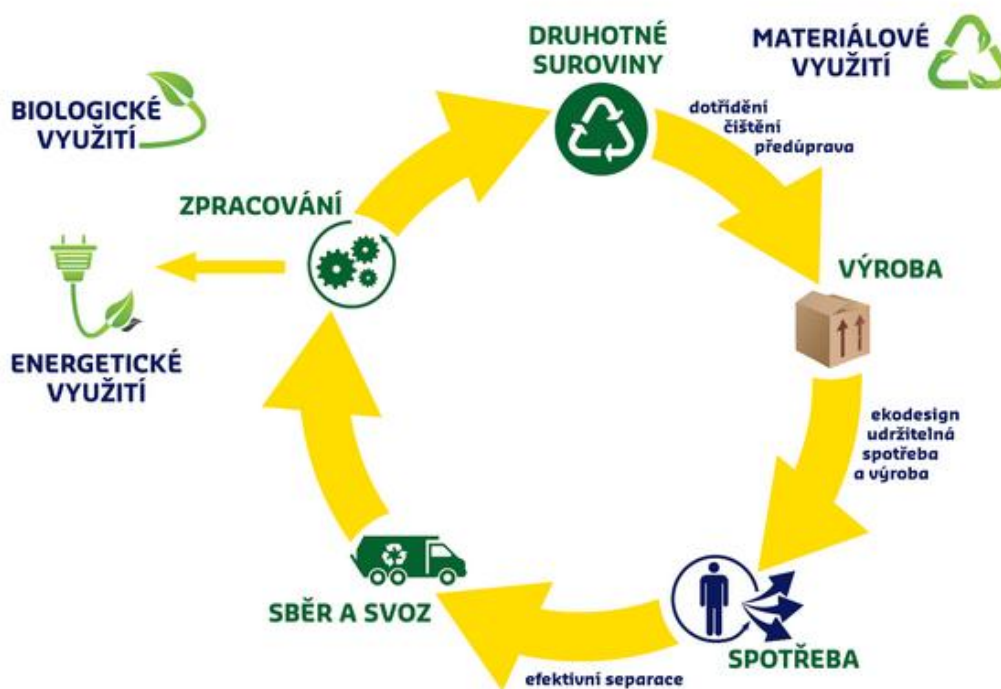 DRUHOTNÉ
SUROVINY
MATERIÁLOVÉ
VYUŽITÍ
BIOLOGICKÉ
VYUŽITÍ
dotřídění
čištění
předúprava
ZPRACOVÁNÍ
VÝROBA
ENERGETICKÉ
VYUŽITÍ
ekodesign
udržitelná
spotřeba
a výroba
SBĚR A SVOZ
SPOTŘEBA
efektivní separace